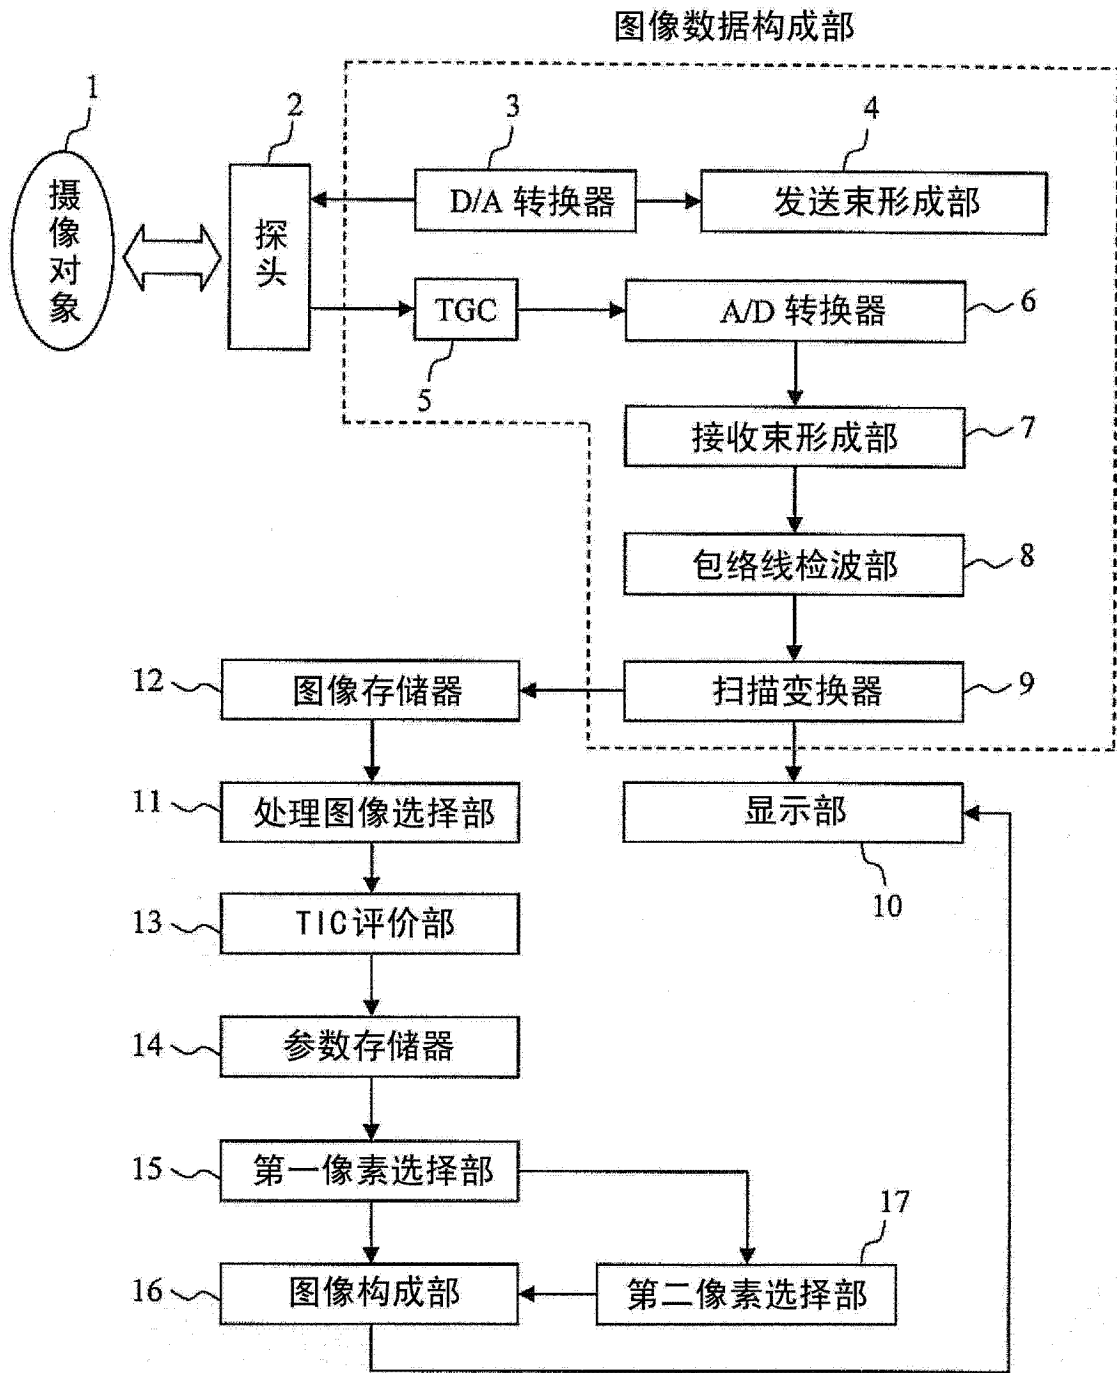 图像数据构成部
1
2
3
4
摄像对象
探头
D/A 转换器
发送束形成部
TGC
A/D 转换器
6
5
接收束形成部
7
包络线检波部
8
12
图像存储器
扫描变换器
9
11
处理图像选择部
显示部
10
13
TIC评价部
14
参数存储器
15
第一像素选择部
17
16
图像构成部
第二像素选择部